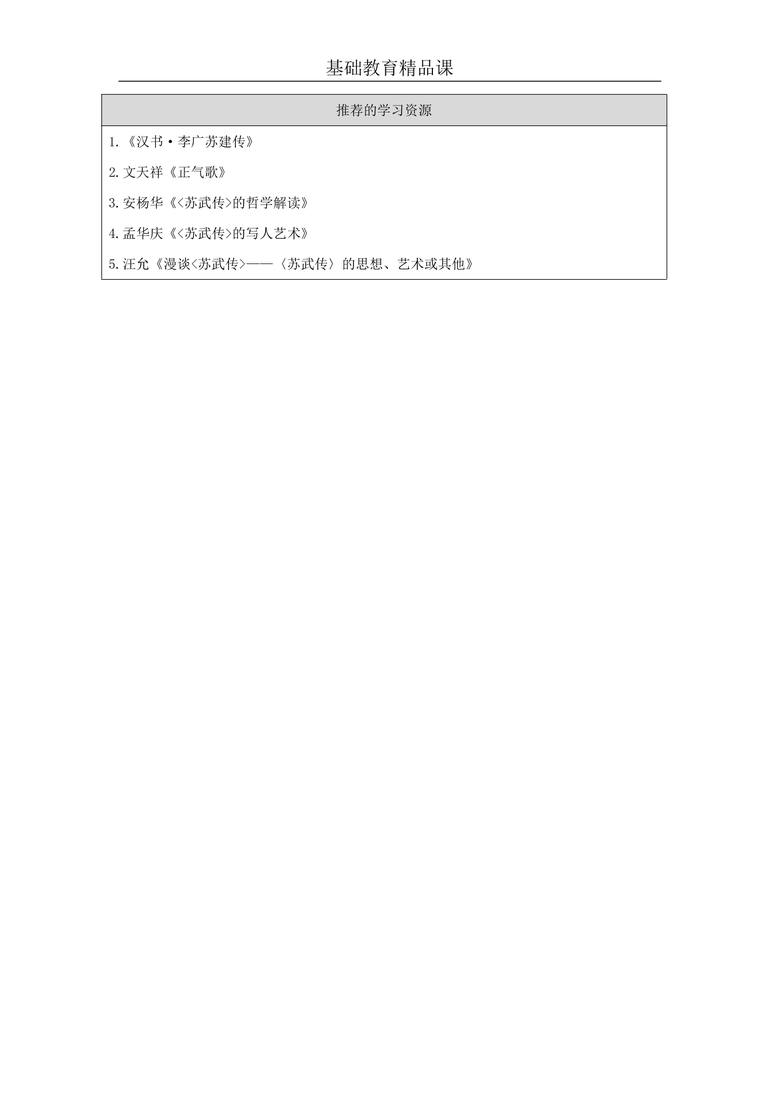 基础教育精品课
推荐的学习资源
1.《汉书·李广苏建传》
2.文天祥《正气歌》
3.安杨华《<苏武传>的哲学解读》
4.孟华庆《<苏武传>的写人艺术》
5.汪允《漫谈<苏武传>——〈苏武传〉的思想、艺术或其他》